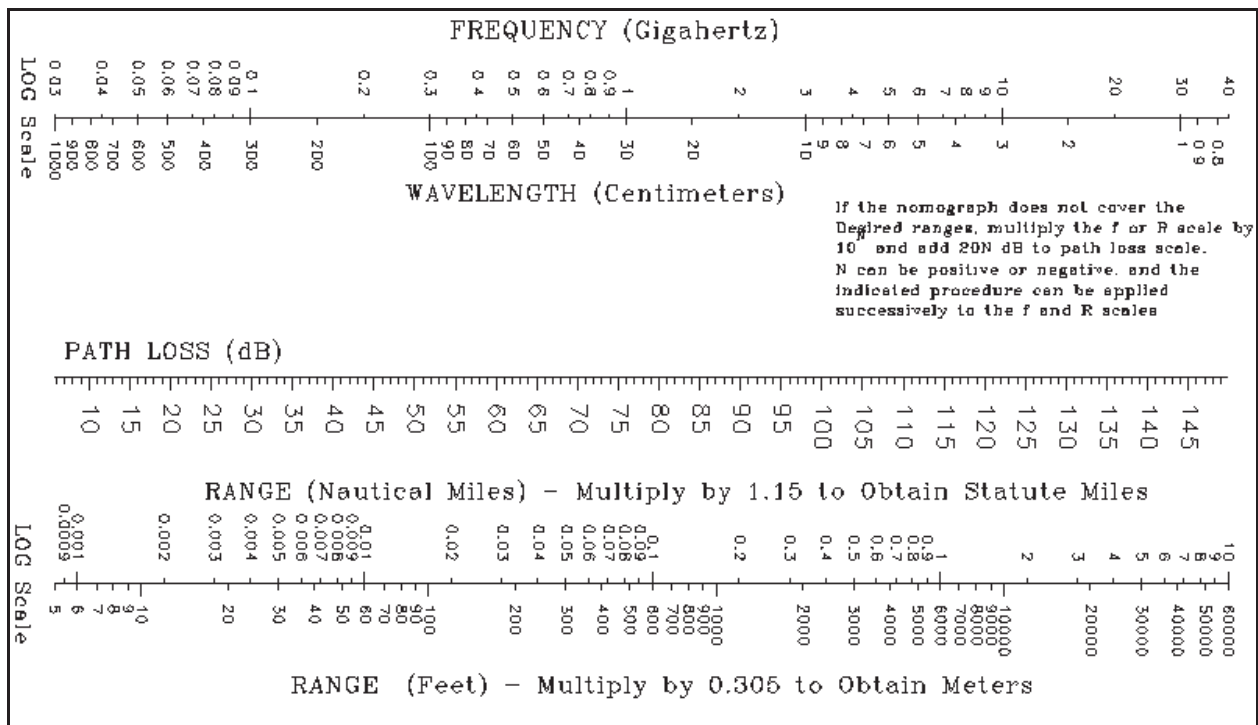 FREQUENCY (Gigahertz)
LOG Scale
0.03 0.04 0.05 0.06 0.07 0.08 0.09 0.1 0.2 0.3 0.4 0.5 0.6 0.7 0.8 0.9 1 2 3 4 5 6 7 8 9 10 20 30 40
1000 900 800 700 600 500 400 300 200 100 90 80 70 60 50 40 30 20 10 9 8 7 6 5 4 3 2 1 0.9 0.8
WAVELENGTH (Centimeters)
If the nomograph does not cover the
Desired ranges, multiply the f or R scale by
10^N and add 20N dB to path loss scale.
N can be positive or negative, and the
indicated procedure can be applied
successively to the f and R scales
PATH LOSS (dB)
10 15 20 25 30 35 40 45 50 55 60 65 70 75 80 85 90 95 100 105 110 115 120 125 130 135 140 145
RANGE (Nautical Miles) - Multiply by 1.15 to Obtain Statute Miles
LOG Scale
0.0009 0.001 0.002 0.003 0.004 0.005 0.006 0.007 0.008 0.009 0.01 0.02 0.03 0.04 0.05 0.06 0.07 0.08 0.09 0.1 0.2 0.3 0.4 0.5 0.6 0.7 0.8 0.9 1 2 3 4 5 6 7 8 9 10
5 6 7 8 9 10 20 30 40 50 60 70 80 90 100 200 300 400 500 600 700 800 900 1000 2000 3000 4000 5000 6000 7000 8000 9000 10000 20000 30000 40000 50000 60000
RANGE (Feet) - Multiply by 0.305 to Obtain Meters